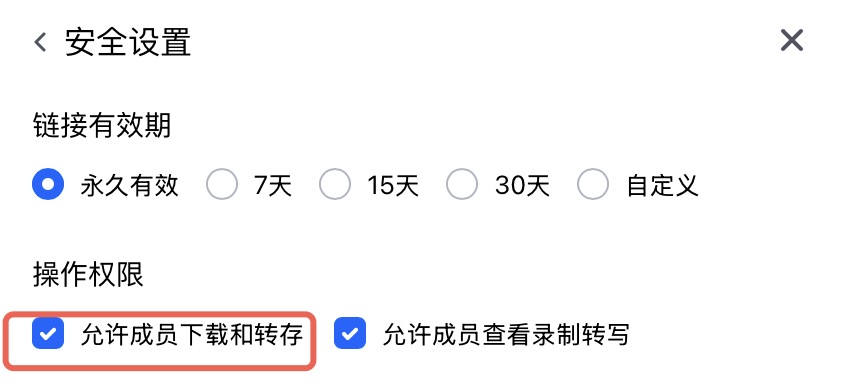 安全设置
链接有效期
永久有效 7天 15天 30天 自定义
操作权限
允许成员下载和转存 允许成员查看录制转写